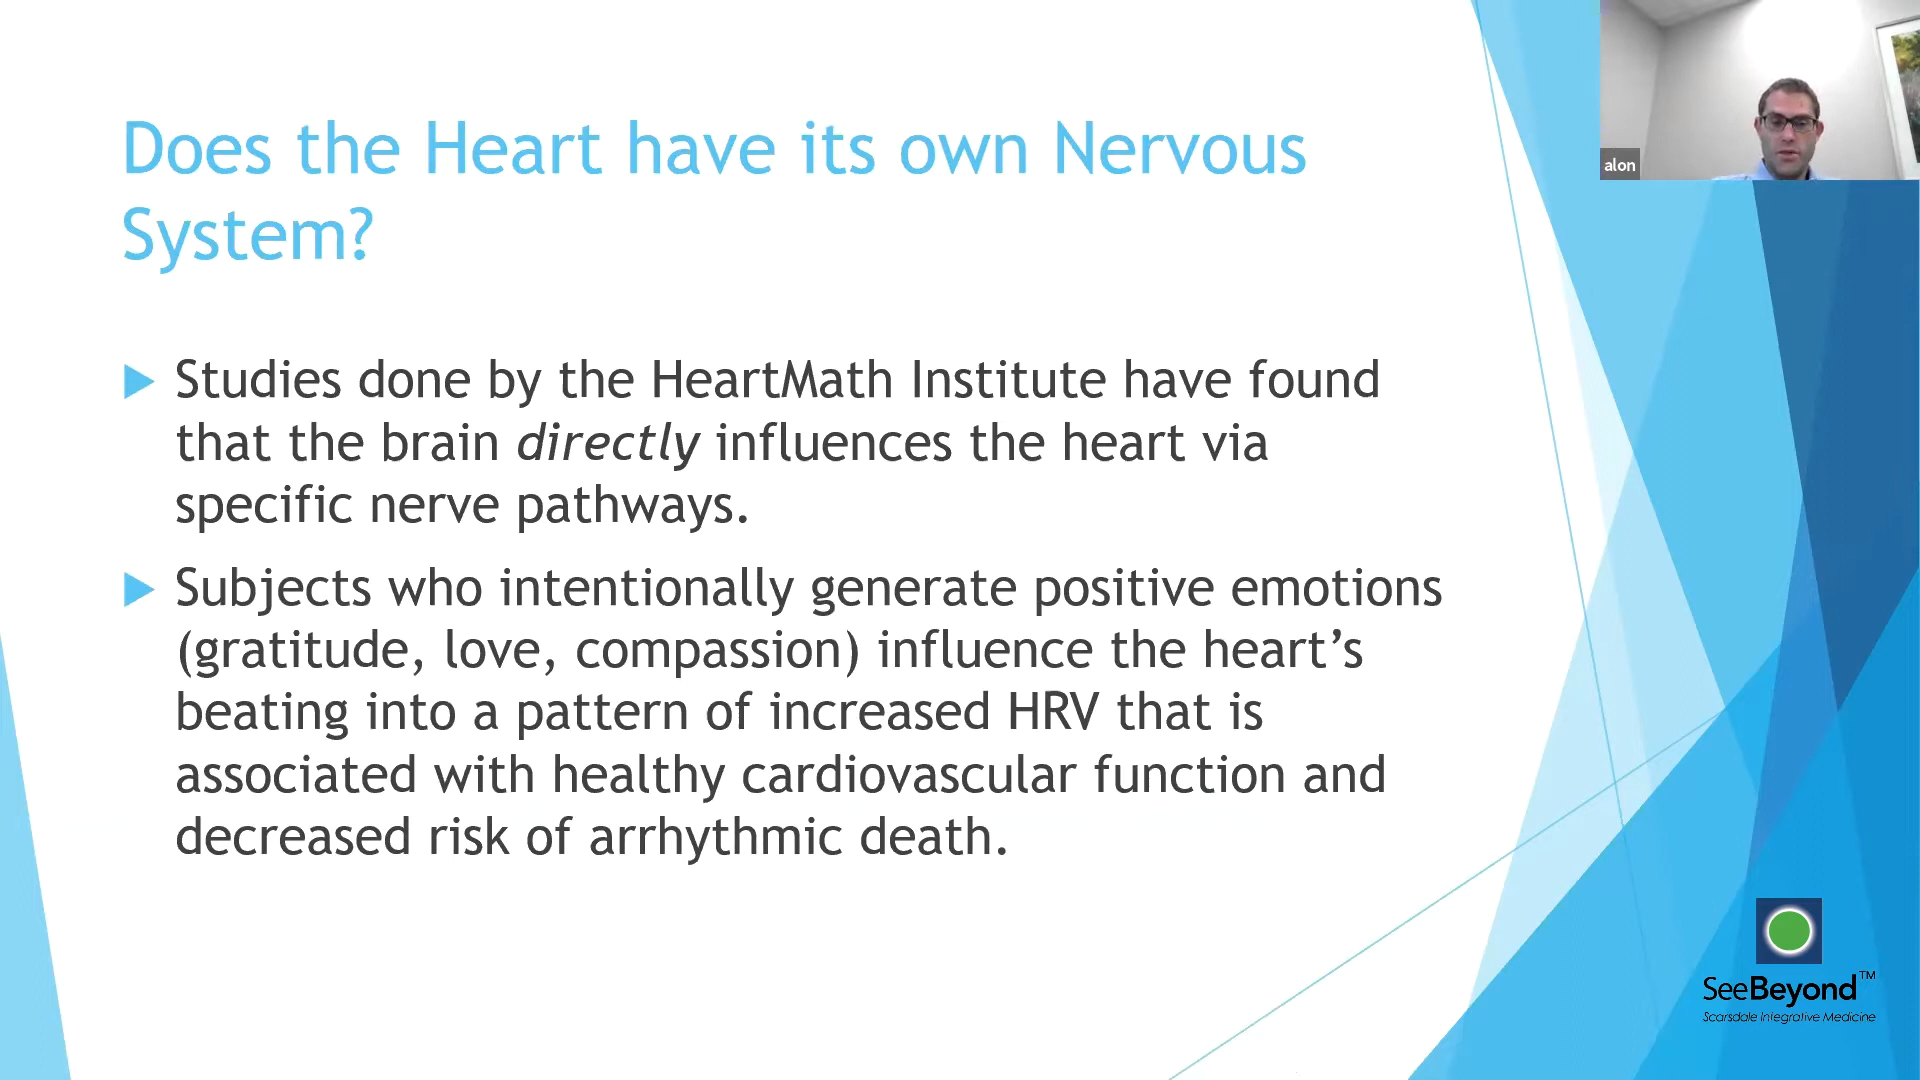 Does the Heart have its own Nervous
System?
Studies done by the HeartMath Institute have found
that the brain directly influences the heart via
specific nerve pathways.
Subjects who intentionally generate positive emotions
(gratitude, love, compassion) influence the heart’s
beating into a pattern of increased HRV that is
associated with healthy cardiovascular function and
decreased risk of arrhythmic death.
alon
SeeBeyond™
Scarsdale Integrative Medicine